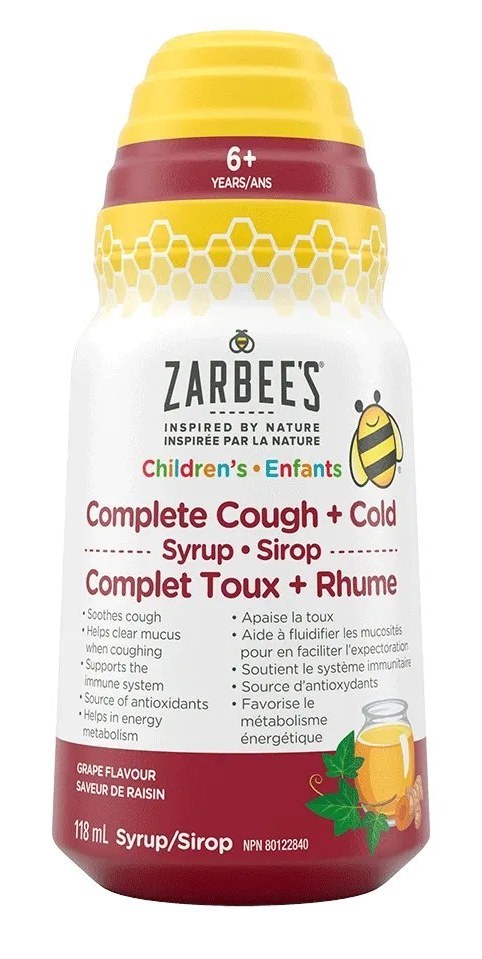 6+
YEARS/ANS
ZARBEE'S®
INSPIRED BY NATURE
INSPIRÉE PAR LA NATURE
Children's • Enfants
Complete Cough + Cold
Syrup • Sirop
Complet Toux + Rhume
• Soothes cough
• Helps clear mucus
when coughing
• Supports the
immune system
• Source of antioxidants
• Helps in energy
metabolism
• Apaise la toux
• Aide à fluidifier les mucosités
pour en faciliter l'expectoration
• Soutient le système immunitaire
• Source d'antioxydants
• Favorise le
métabolisme
énergétique
GRAPE FLAVOUR
SAVEUR DE RAISIN
118 mL Syrup/Sirop NPN 80122840